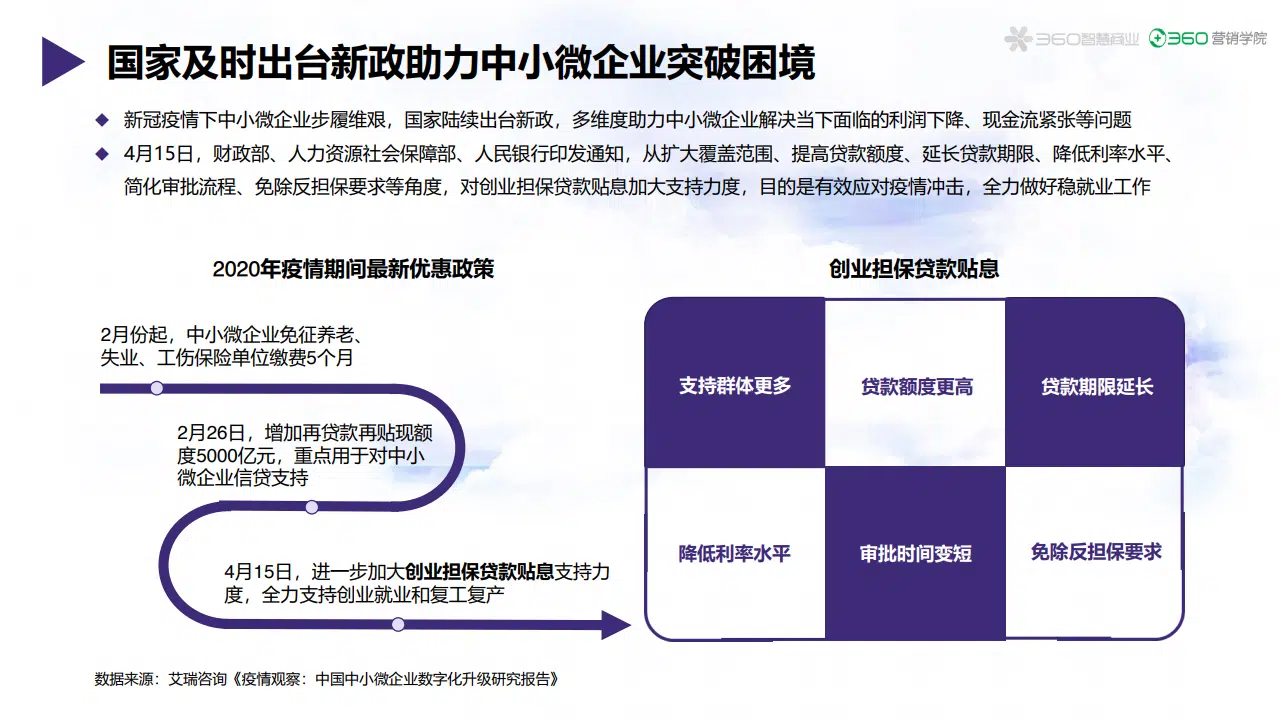 国家及时出台新政助力中小微企业突破困境
360智慧商业
360营销学院
新冠疫情下中小微企业步履维艰，国家陆续出台新政，多维度助力中小微企业解决当下面临的利润下降、现金流紧张等问题
4月15日，财政部、人力资源社会保障部、人民银行印发通知，从扩大覆盖范围、提高贷款额度、延长贷款期限、降低利率水平、
简化审批流程、免除反担保要求等角度，对创业担保贷款贴息加大支持力度，目的是有效应对疫情冲击，全力做好稳就业工作
2020年疫情期间最新优惠政策
2月份起，中小微企业免征养老、
失业、工伤保险单位缴费5个月
2月26日，增加再贷款再贴现额
度5000亿元，重点用于对中小
微企业信贷支持
4月15日，进一步加大创业担保贷款贴息支持力
度，全力支持创业就业和复工复产
创业担保贷款贴息
支持群体更多
贷款额度更高
贷款期限延长
降低利率水平
审批时间变短
免除反担保要求
数据来源：艾瑞咨询《疫情观察：中国中小微企业数字化升级研究报告》